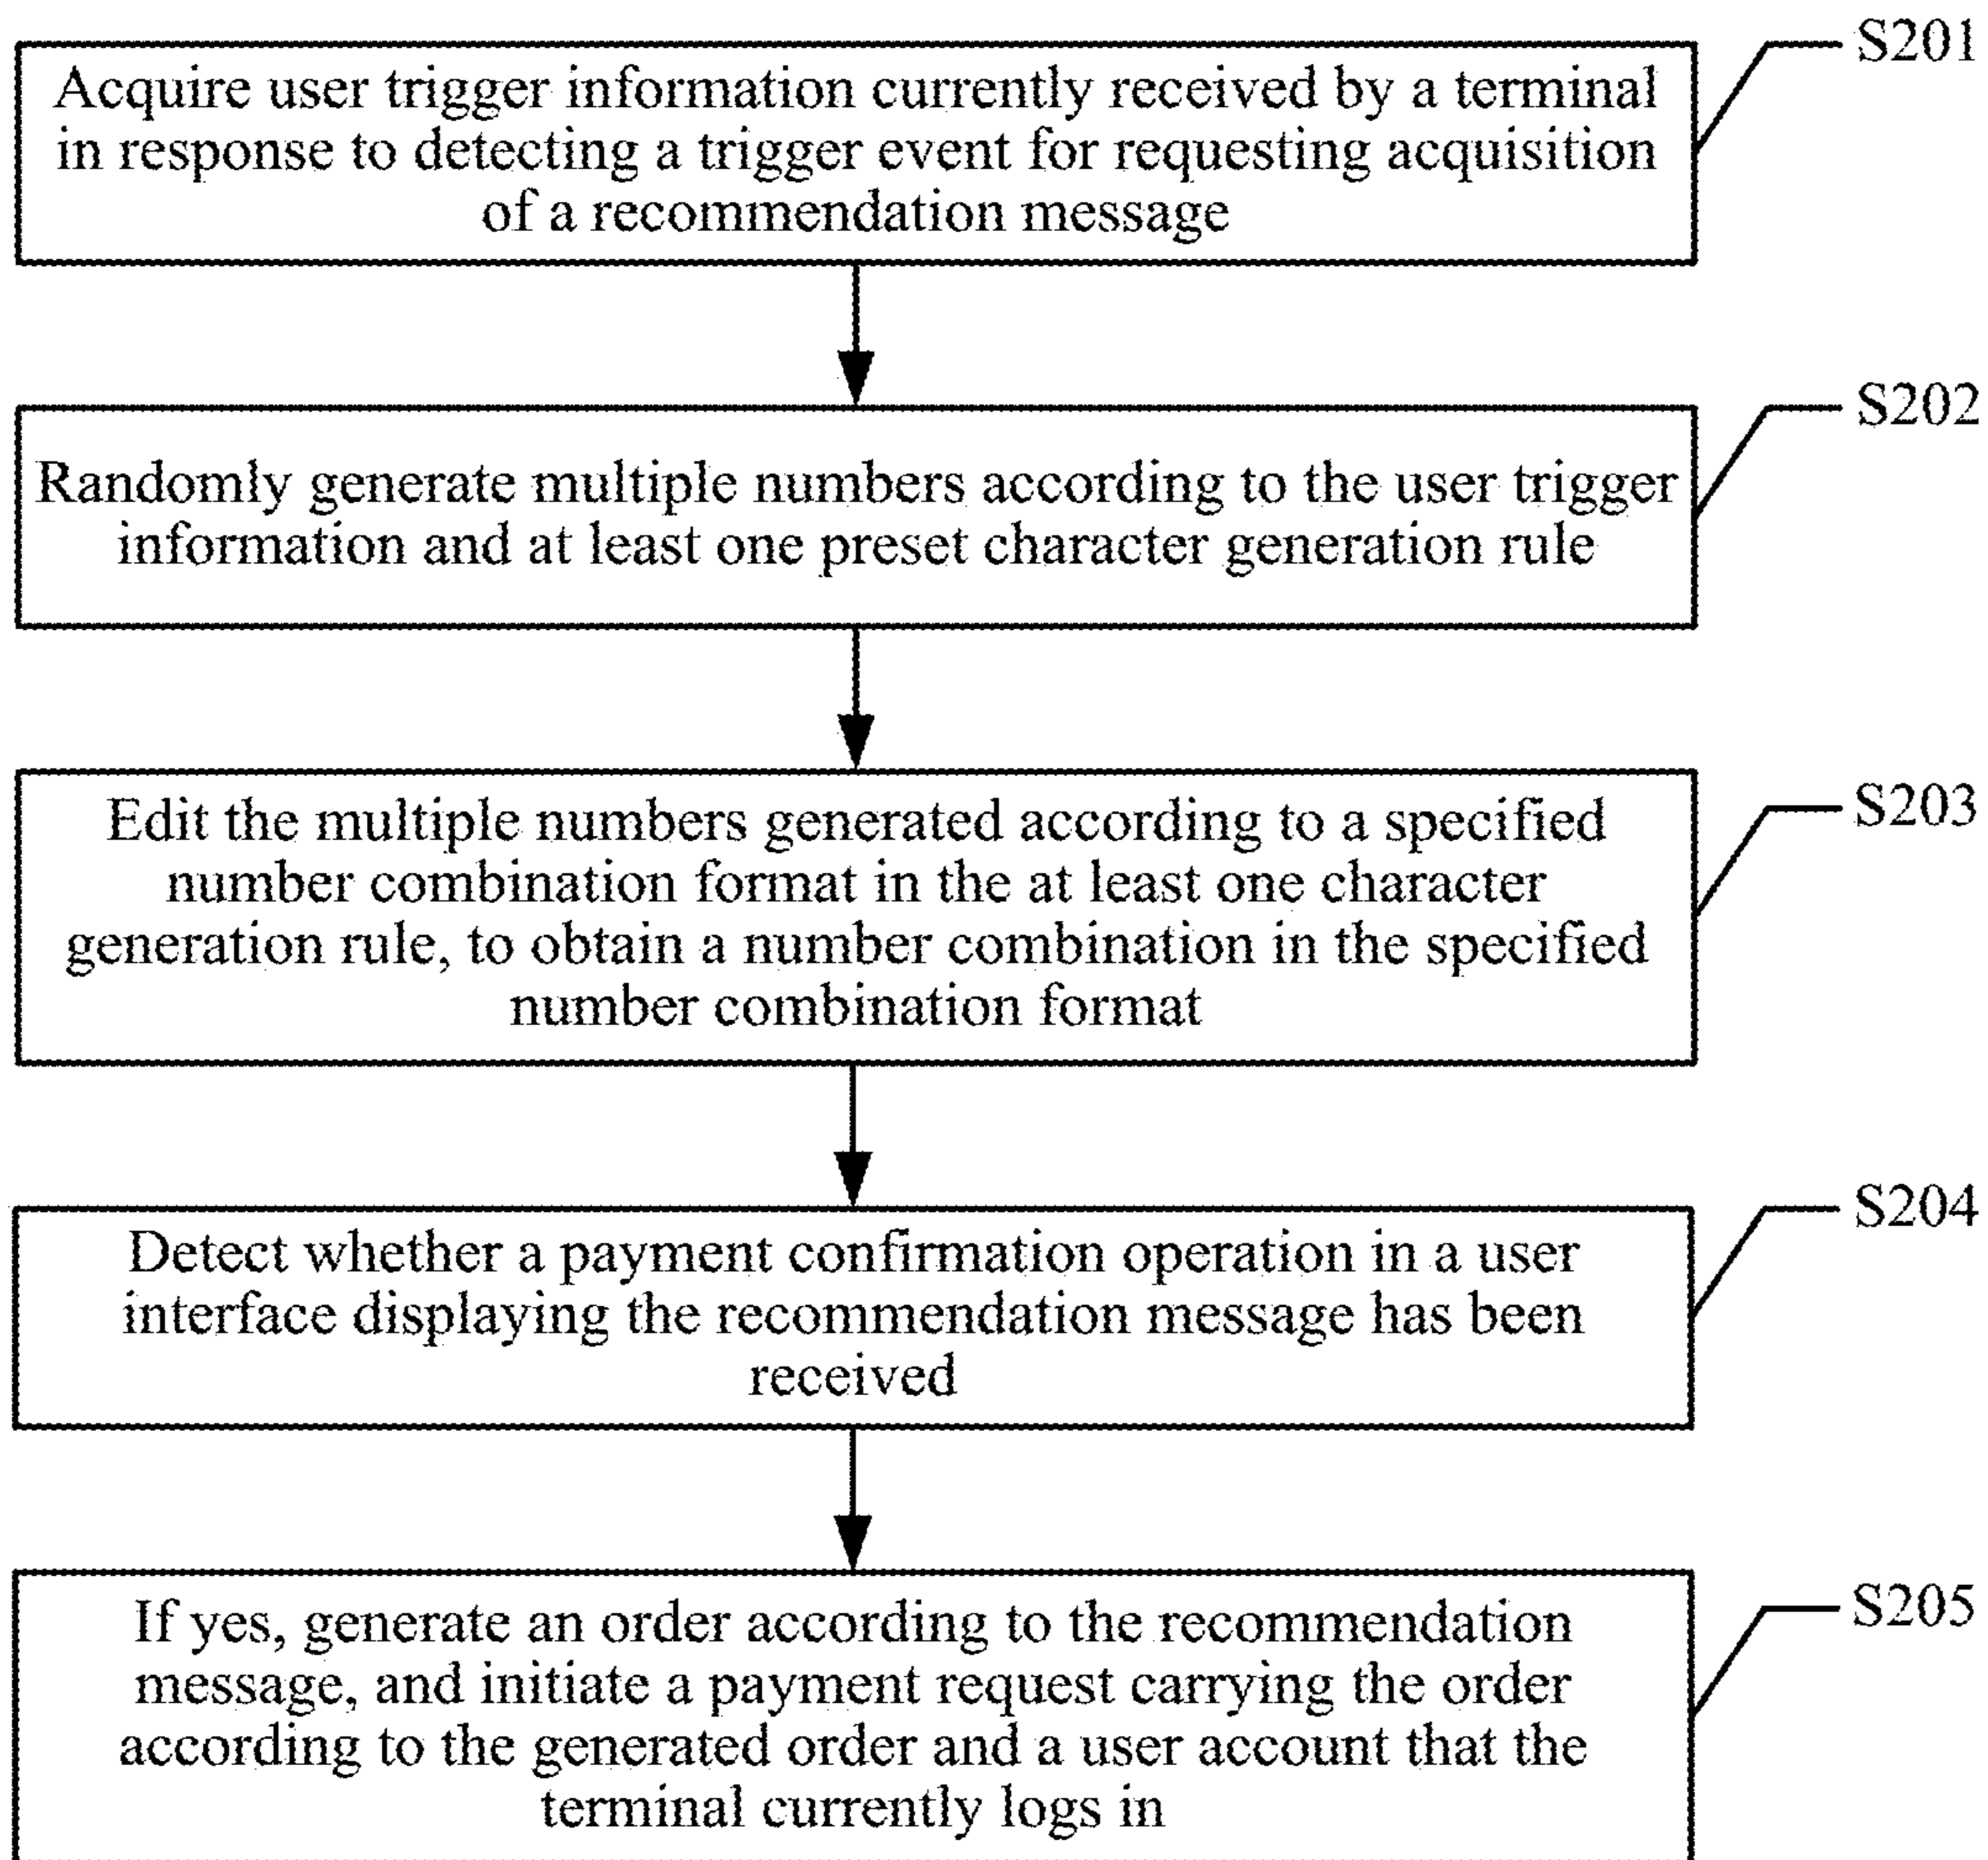 S201
Acquire user trigger information currently received by a terminal
in response to detecting a trigger event for requesting acquisition
of a recommendation message
S202
Randomly generate multiple numbers according to the user trigger
information and at least one preset character generation rule
S203
Edit the multiple numbers generated according to a specified
number combination format in the at least one character
generation rule, to obtain a number combination in the specified
number combination format
S204
Detect whether a payment confirmation operation in a user
interface displaying the recommendation message has been
received
S205
If yes, generate an order according to the recommendation
message, and initiate a payment request carrying the order
according to the generated order and a user account that the
terminal currently logs in